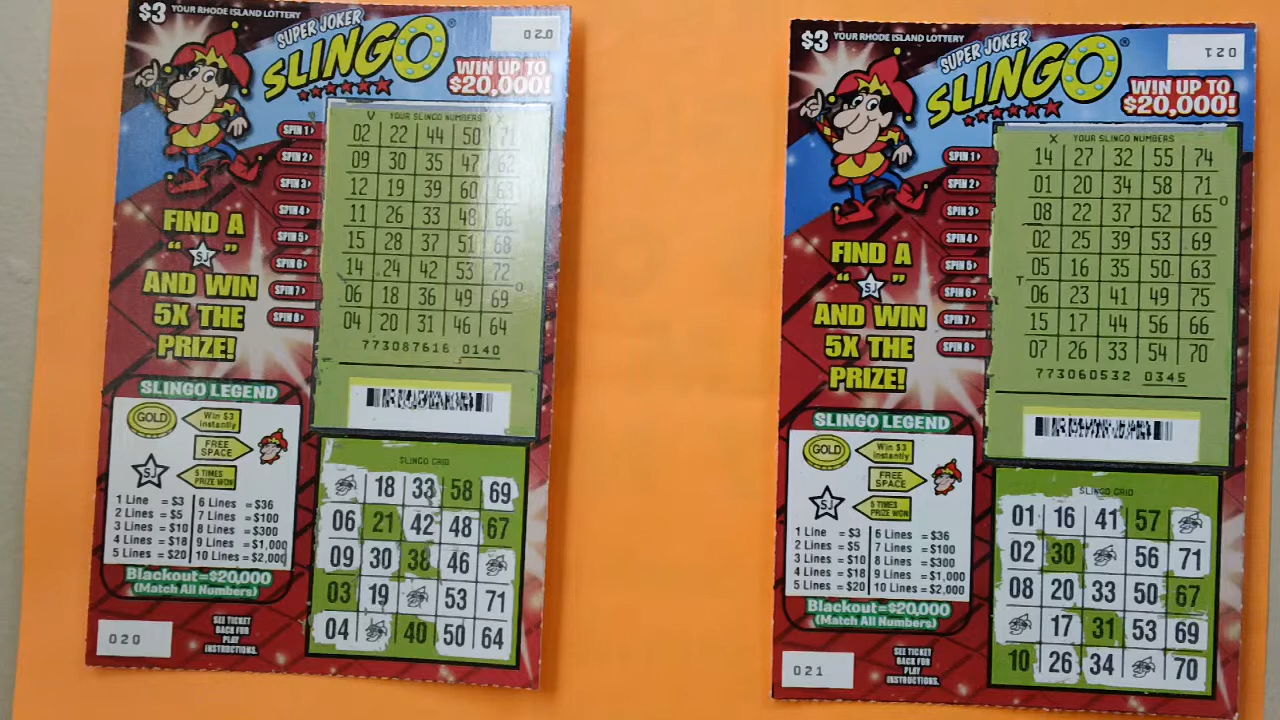 $3 YOUR RHODE ISLAND LOTTERY
SUPER JOKER
SLINGO®
020
WIN UP TO
$20,000!
YOUR SLINGO NUMBERS
SPIN 1 02 22 44 50 71
SPIN 2 09 30 35 47 62
SPIN 3 12 19 39 60 63
SPIN 4 11 26 33 48 66
SPIN 5 15 28 37 51 68
SPIN 6 14 24 42 53 72
SPIN 7 06 18 36 49 69
SPIN 8 04 20 31 46 64
773087616 0140
FIND A
"SJ"
AND WIN
5X THE
PRIZE!
SLINGO LEGEND
GOLD Win $3 instantly
FREE SPACE
SJ 5 TIMES PRIZE WON
1 Line = $3 6 Lines = $36
2 Lines = $5 7 Lines = $100
3 Lines = $10 8 Lines = $300
4 Lines = $18 9 Lines = $1,000
5 Lines = $20 10 Lines = $2,000
Blackout = $20,000
(Match All Numbers)
020
SEE TICKET
BACK FOR
PLAY
INSTRUCTIONS.
SLINGO GRID
18 33 58 69
06 21 42 48 67
09 30 38 46
03 19 53 71
04 40 50 64
$3 YOUR RHODE ISLAND LOTTERY
SUPER JOKER
SLINGO®
021
WIN UP TO
$20,000!
YOUR SLINGO NUMBERS
SPIN 1 14 27 32 55 74
SPIN 2 01 20 34 58 71
SPIN 3 08 22 37 52 65
SPIN 4 02 25 39 53 69
SPIN 5 05 16 35 50 63
SPIN 6 06 23 41 49 75
SPIN 7 15 17 44 56 66
SPIN 8 07 26 33 54 70
773060532 0345
FIND A
"SJ"
AND WIN
5X THE
PRIZE!
SLINGO LEGEND
GOLD Win $3 instantly
FREE SPACE
SJ 5 TIMES PRIZE WON
1 Line = $3 6 Lines = $36
2 Lines = $5 7 Lines = $100
3 Lines = $10 8 Lines = $300
4 Lines = $18 9 Lines = $1,000
5 Lines = $20 10 Lines = $2,000
Blackout = $20,000
(Match All Numbers)
021
SEE TICKET
BACK FOR
PLAY
INSTRUCTIONS.
SLINGO GRID
01 16 41 57
02 30 56 71
08 20 33 50 67
17 31 53 69
10 26 34 70